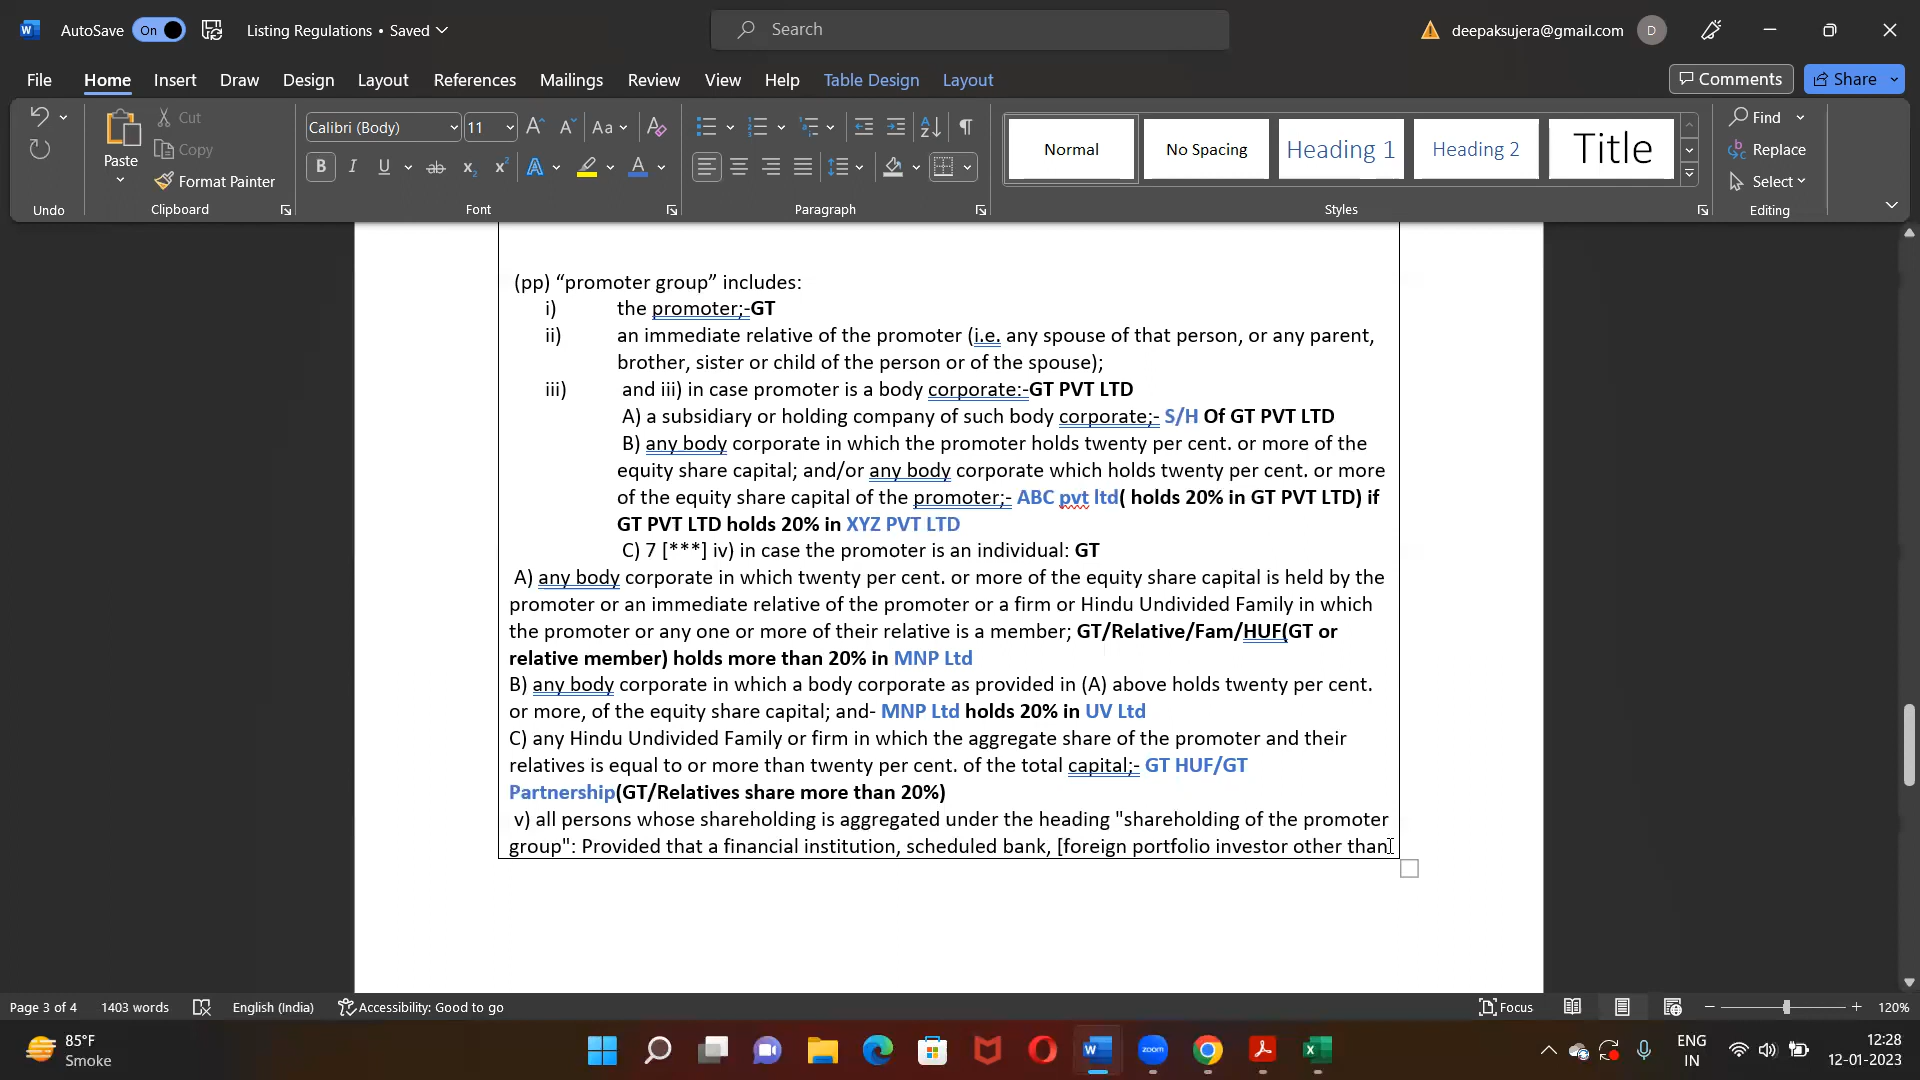 AutoSave On Listing Regulations • Saved Search deepaksujera@gmail.com D
File Home Insert Draw Design Layout References Mailings Review View Help Table Design Layout Comments Share
Paste Cut Copy Format Painter
Calibri (Body) 11
Normal No Spacing Heading 1 Heading 2 Title
Find Replace Select
Undo Clipboard Font Paragraph Styles Editing
(pp) “promoter group” includes:
i) the promoter;-GT
ii) an immediate relative of the promoter (i.e. any spouse of that person, or any parent,
brother, sister or child of the person or of the spouse);
iii) and iii) in case promoter is a body corporate:-GT PVT LTD
A) a subsidiary or holding company of such body corporate;- S/H Of GT PVT LTD
B) any body corporate in which the promoter holds twenty per cent. or more of the
equity share capital; and/or any body corporate which holds twenty per cent. or more
of the equity share capital of the promoter;- ABC pvt ltd( holds 20% in GT PVT LTD) if
GT PVT LTD holds 20% in XYZ PVT LTD
C) 7 [***] iv) in case the promoter is an individual: GT
A) any body corporate in which twenty per cent. or more of the equity share capital is held by the
promoter or an immediate relative of the promoter or a firm or Hindu Undivided Family in which
the promoter or any one or more of their relative is a member; GT/Relative/Fam/HUF(GT or
relative member) holds more than 20% in MNP Ltd
B) any body corporate in which a body corporate as provided in (A) above holds twenty per cent.
or more, of the equity share capital; and- MNP Ltd holds 20% in UV Ltd
C) any Hindu Undivided Family or firm in which the aggregate share of the promoter and their
relatives is equal to or more than twenty per cent. of the total capital;- GT HUF/GT
Partnership(GT/Relatives share more than 20%)
v) all persons whose shareholding is aggregated under the heading "shareholding of the promoter
group": Provided that a financial institution, scheduled bank, [foreign portfolio investor other than
Page 3 of 4 1403 words English (India) Accessibility: Good to go Focus 120%
85°F
Smoke
ENG
IN
12:28
12-01-2023